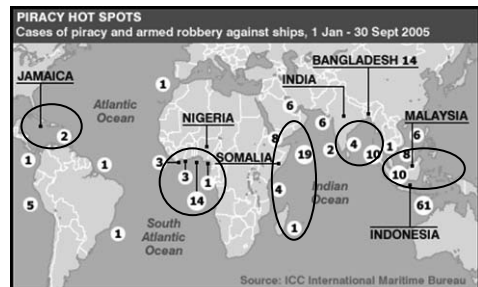 PIRACY HOT SPOTS
Cases of piracy and armed robbery against ships, 1 Jan - 30 Sept 2005
BANGLADESH 14
JAMAICA
INDIA
1
Atlantic
Ocean
6
NIGERIA
6
MALAYSIA
6
2
8
4
1
1
3
SOMALIA
19
2
10
8
1
3
1
4
Indian
Ocean
10
5
14
61
South
Atlantic
Ocean
1
1
INDONESIA
Source: ICC International Maritime Bureau